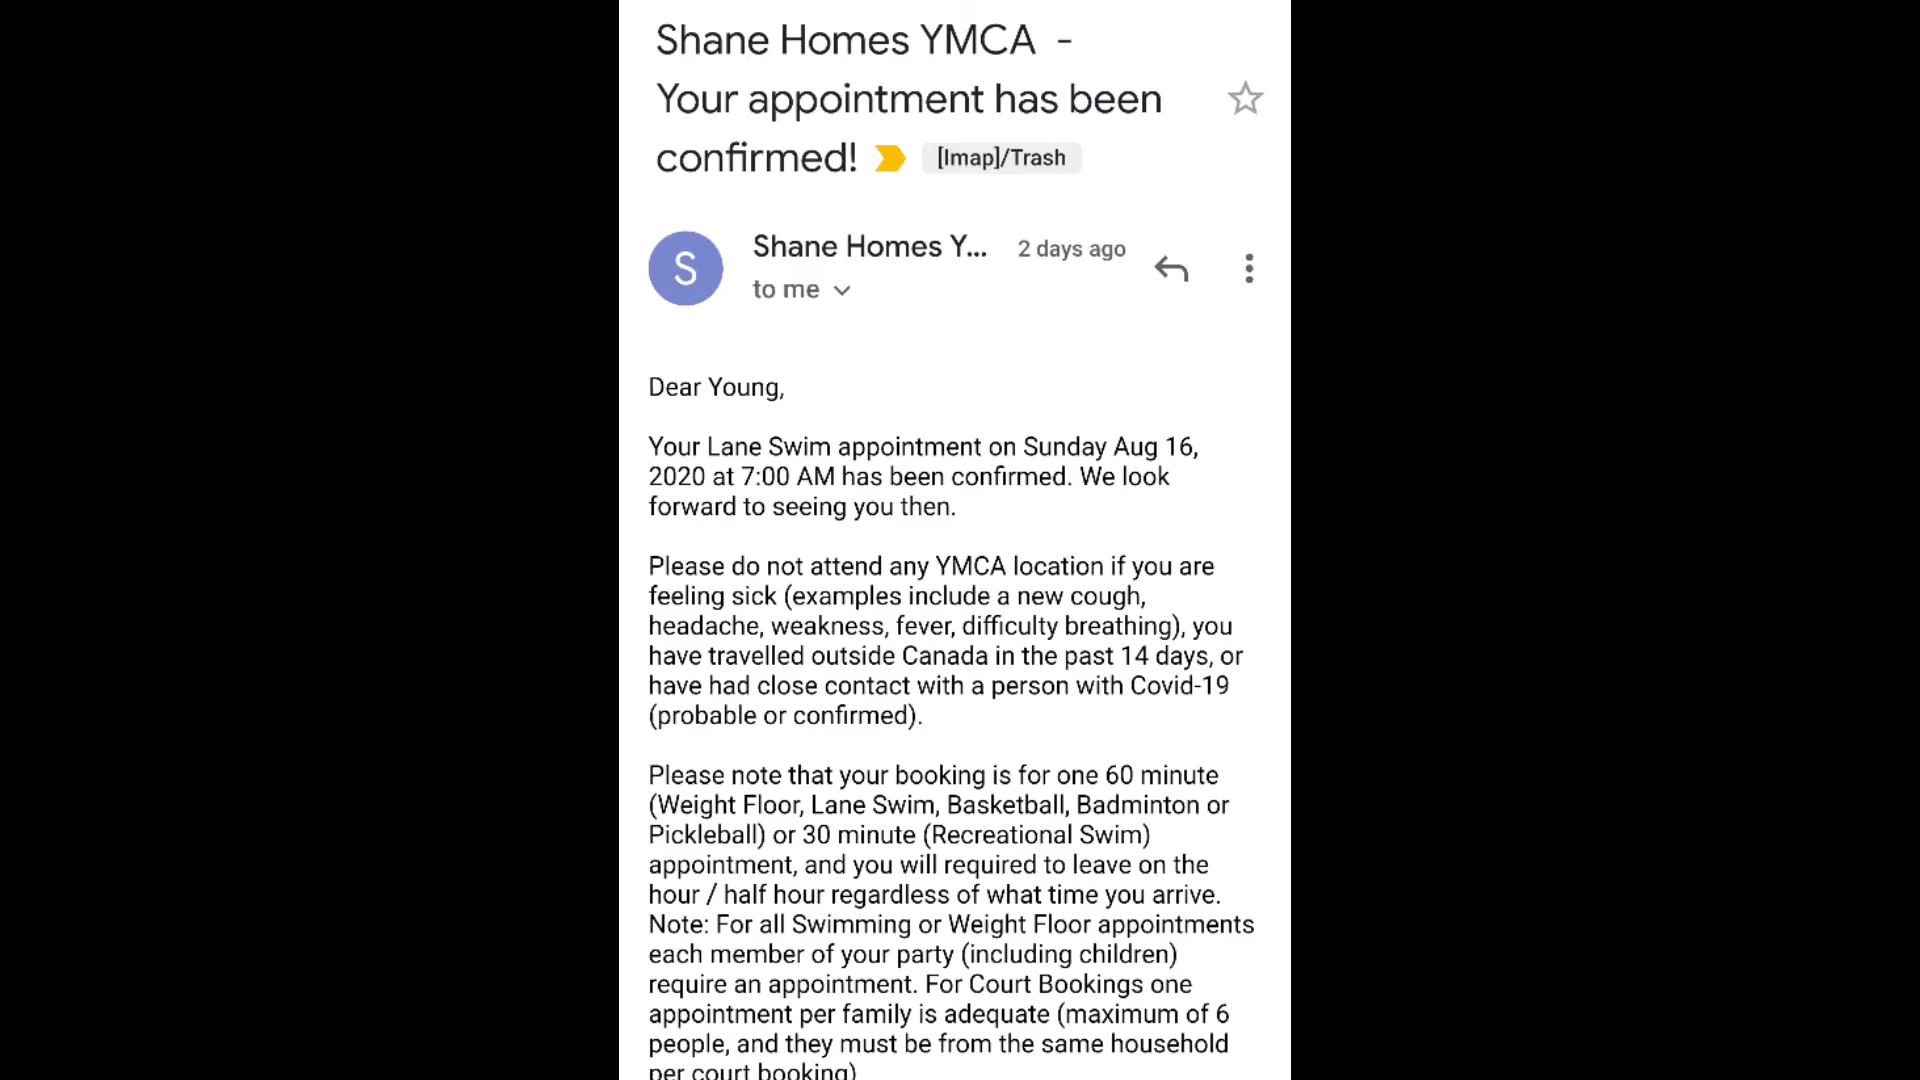 Shane Homes YMCA -
Your appointment has been
confirmed!
[Imap]/Trash
S
Shane Homes Y...
2 days ago
to me
Dear Young,
Your Lane Swim appointment on Sunday Aug 16,
2020 at 7:00 AM has been confirmed. We look
forward to seeing you then.
Please do not attend any YMCA location if you are
feeling sick (examples include a new cough,
headache, weakness, fever, difficulty breathing), you
have travelled outside Canada in the past 14 days, or
have had close contact with a person with Covid-19
(probable or confirmed).
Please note that your booking is for one 60 minute
(Weight Floor, Lane Swim, Basketball, Badminton or
Pickleball) or 30 minute (Recreational Swim)
appointment, and you will required to leave on the
hour / half hour regardless of what time you arrive.
Note: For all Swimming or Weight Floor appointments
each member of your party (including children)
require an appointment. For Court Bookings one
appointment per family is adequate (maximum of 6
people, and they must be from the same household
per court booking)